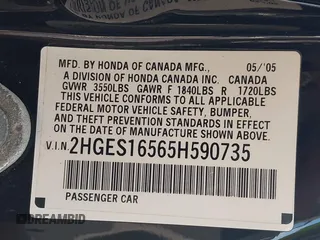 MFD. BY HONDA OF CANADA MFG., 05/'05
A DIVISION OF HONDA CANADA INC. CANADA
GVWR 3550LBS GAWR F 1840LBS R 1720LBS
THIS VEHICLE CONFORMS TO ALL APPLICABLE
FEDERAL MOTOR VEHICLE SAFETY, BUMPER,
AND THEFT PREVENTION STANDARDS IN EFFECT
ON THE DATE OF MANUFACTURE SHOWN ABOVE.
V.I.N. 2HGES16565H590735
PASSENGER CAR
DREAMBID